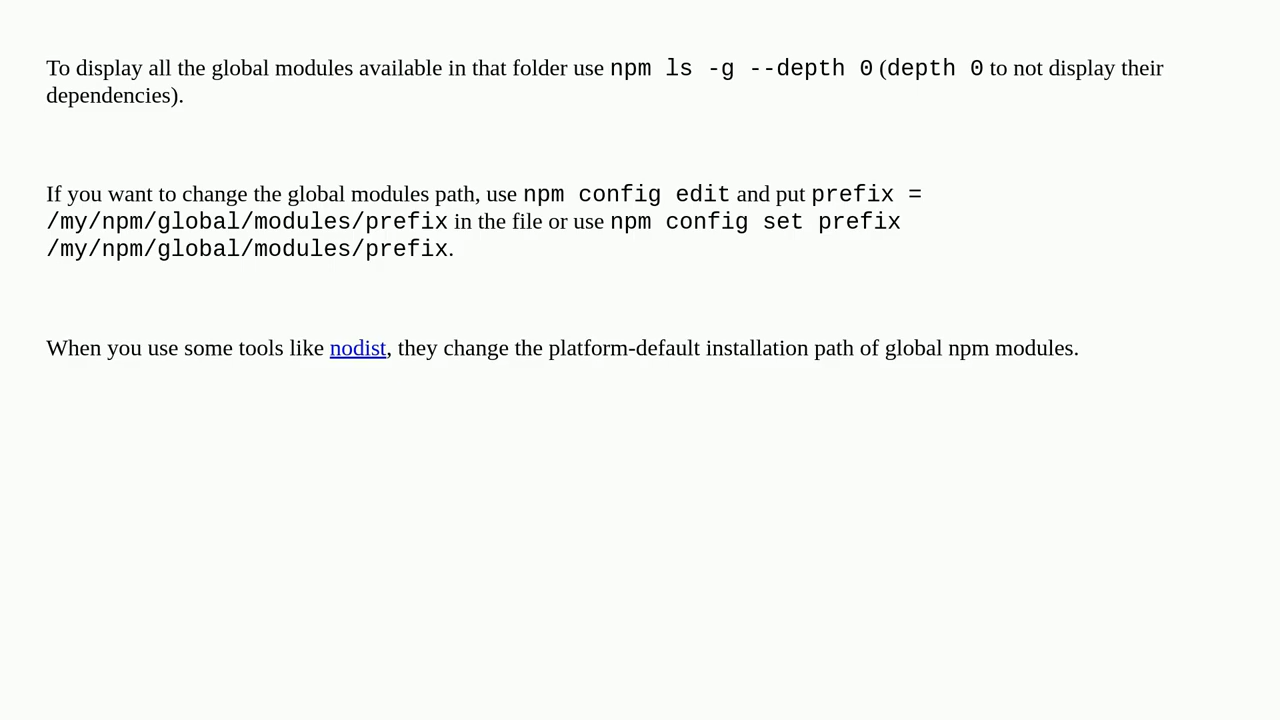 To display all the global modules available in that folder use npm ls -g --depth 0 (depth 0 to not display their
dependencies).
If you want to change the global modules path, use npm config edit and put prefix =
/my/npm/global/modules/prefix in the file or use npm config set prefix
/my/npm/global/modules/prefix.
When you use some tools like nodist, they change the platform-default installation path of global npm modules.